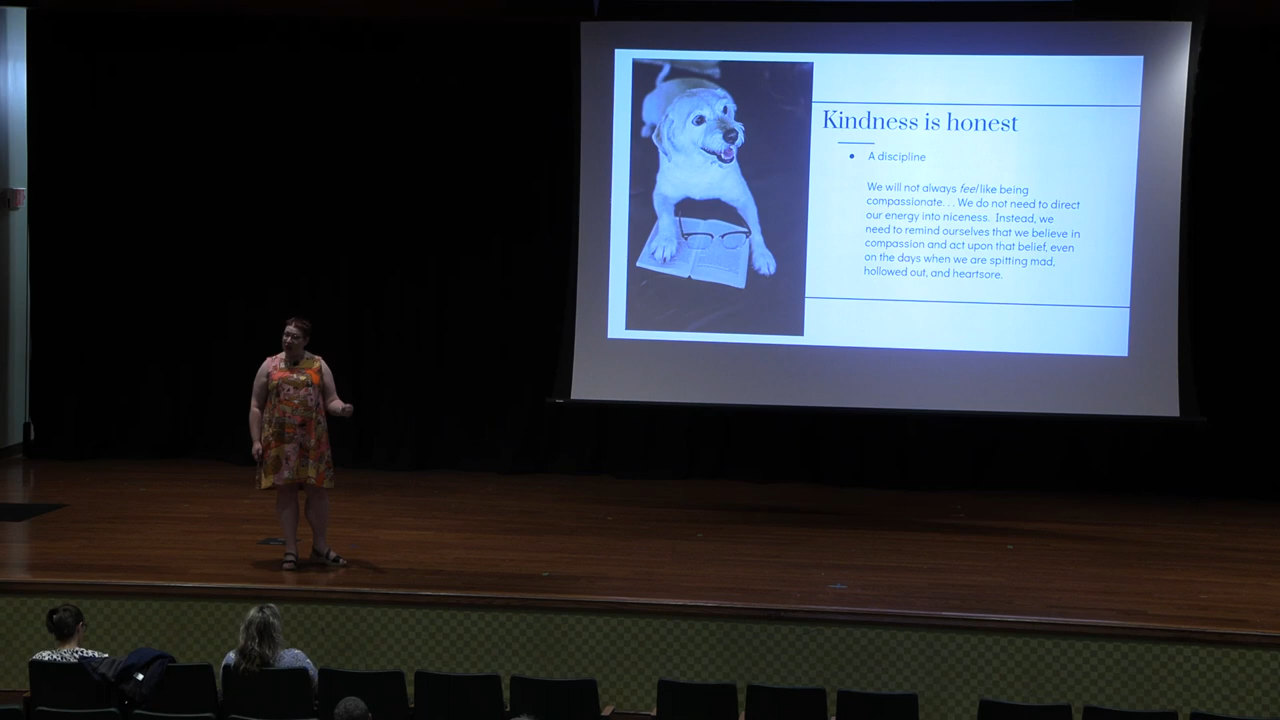 Kindness is honest
● A discipline
We will not always feel like being
compassionate. . . We do not need to direct
our energy into niceness. Instead, we
need to remind ourselves that we believe in
compassion and act upon that belief, even
on the days when we are spitting mad,
hollowed out, and heartsore.